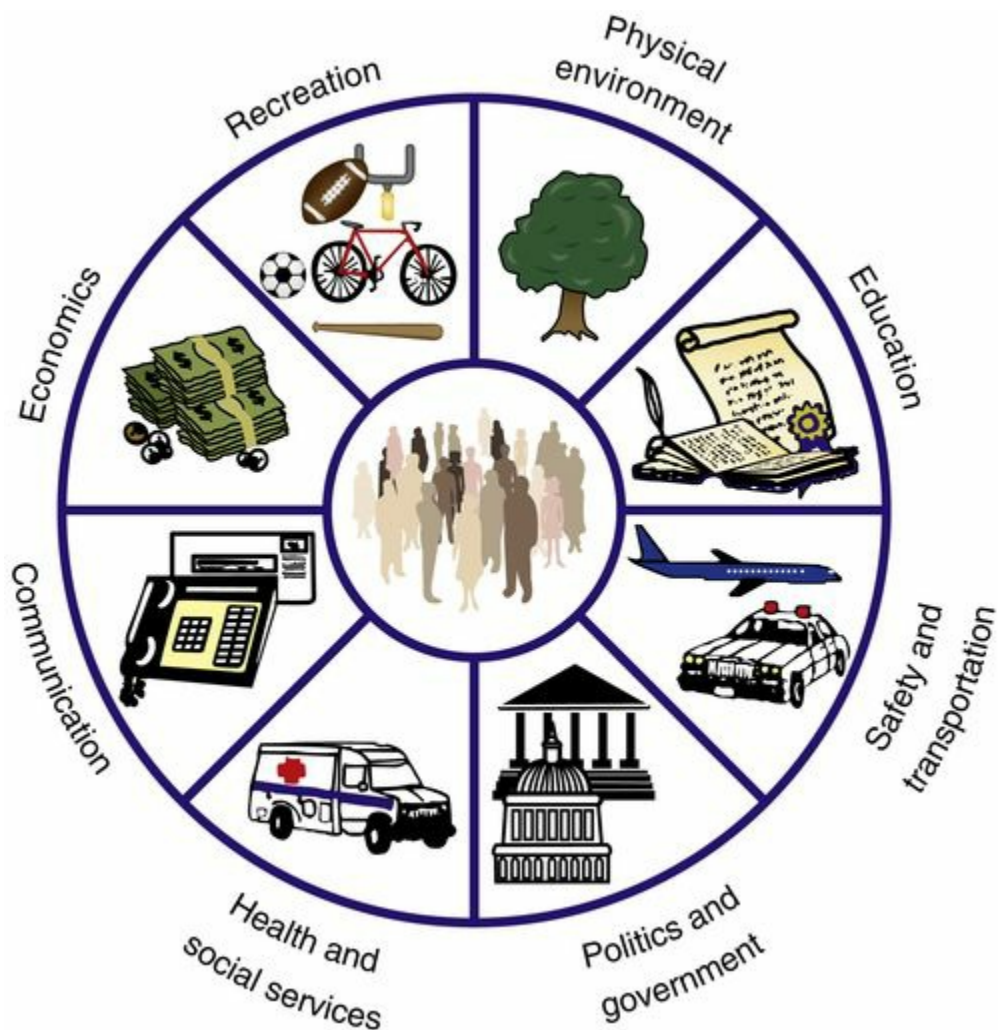 Physical
environment
Education
Safety and
transportation
Politics and
government
Health and
social services
Communication
Economics
Recreation
$
$
$
$